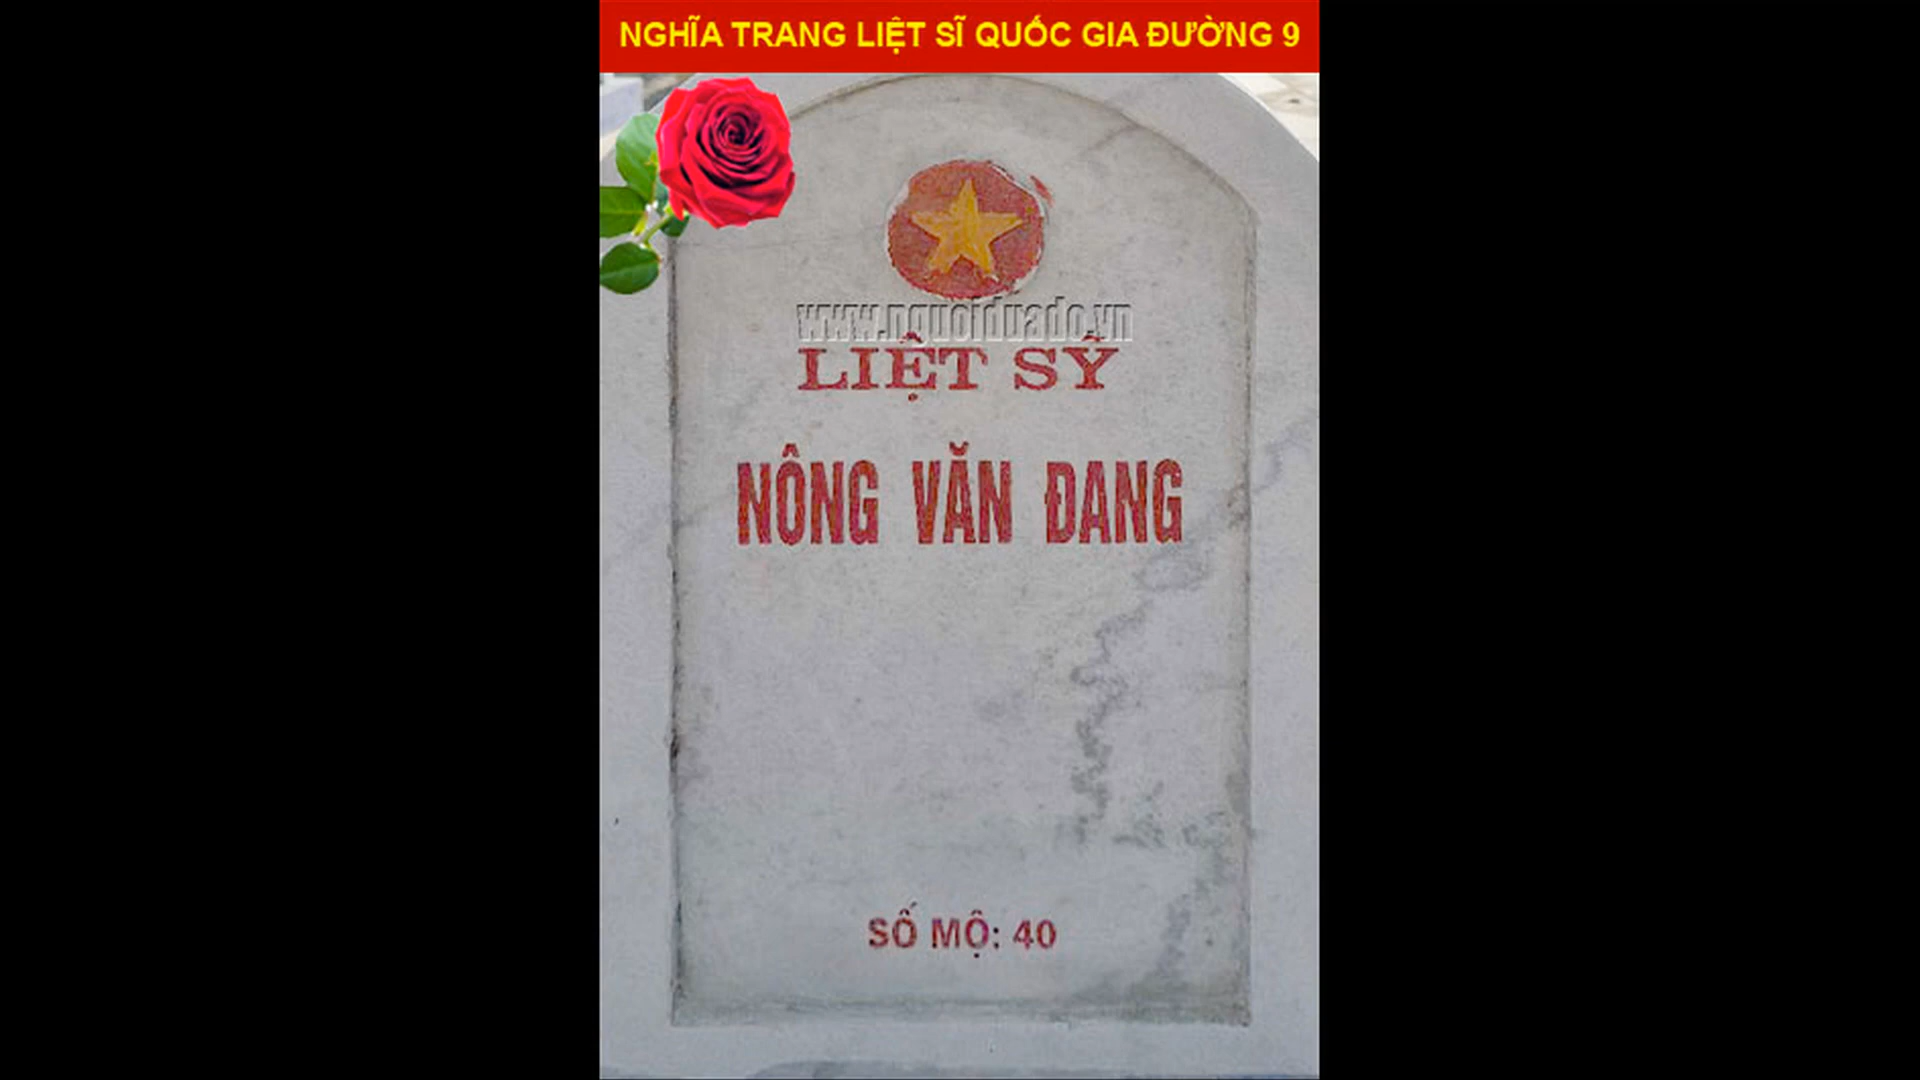 NGHĨA TRANG LIỆT SĨ QUỐC GIA ĐƯỜNG 9
www.nguoiduado.vn
LIỆT SỸ
NÔNG VĂN ĐANG
SỐ MỘ: 40